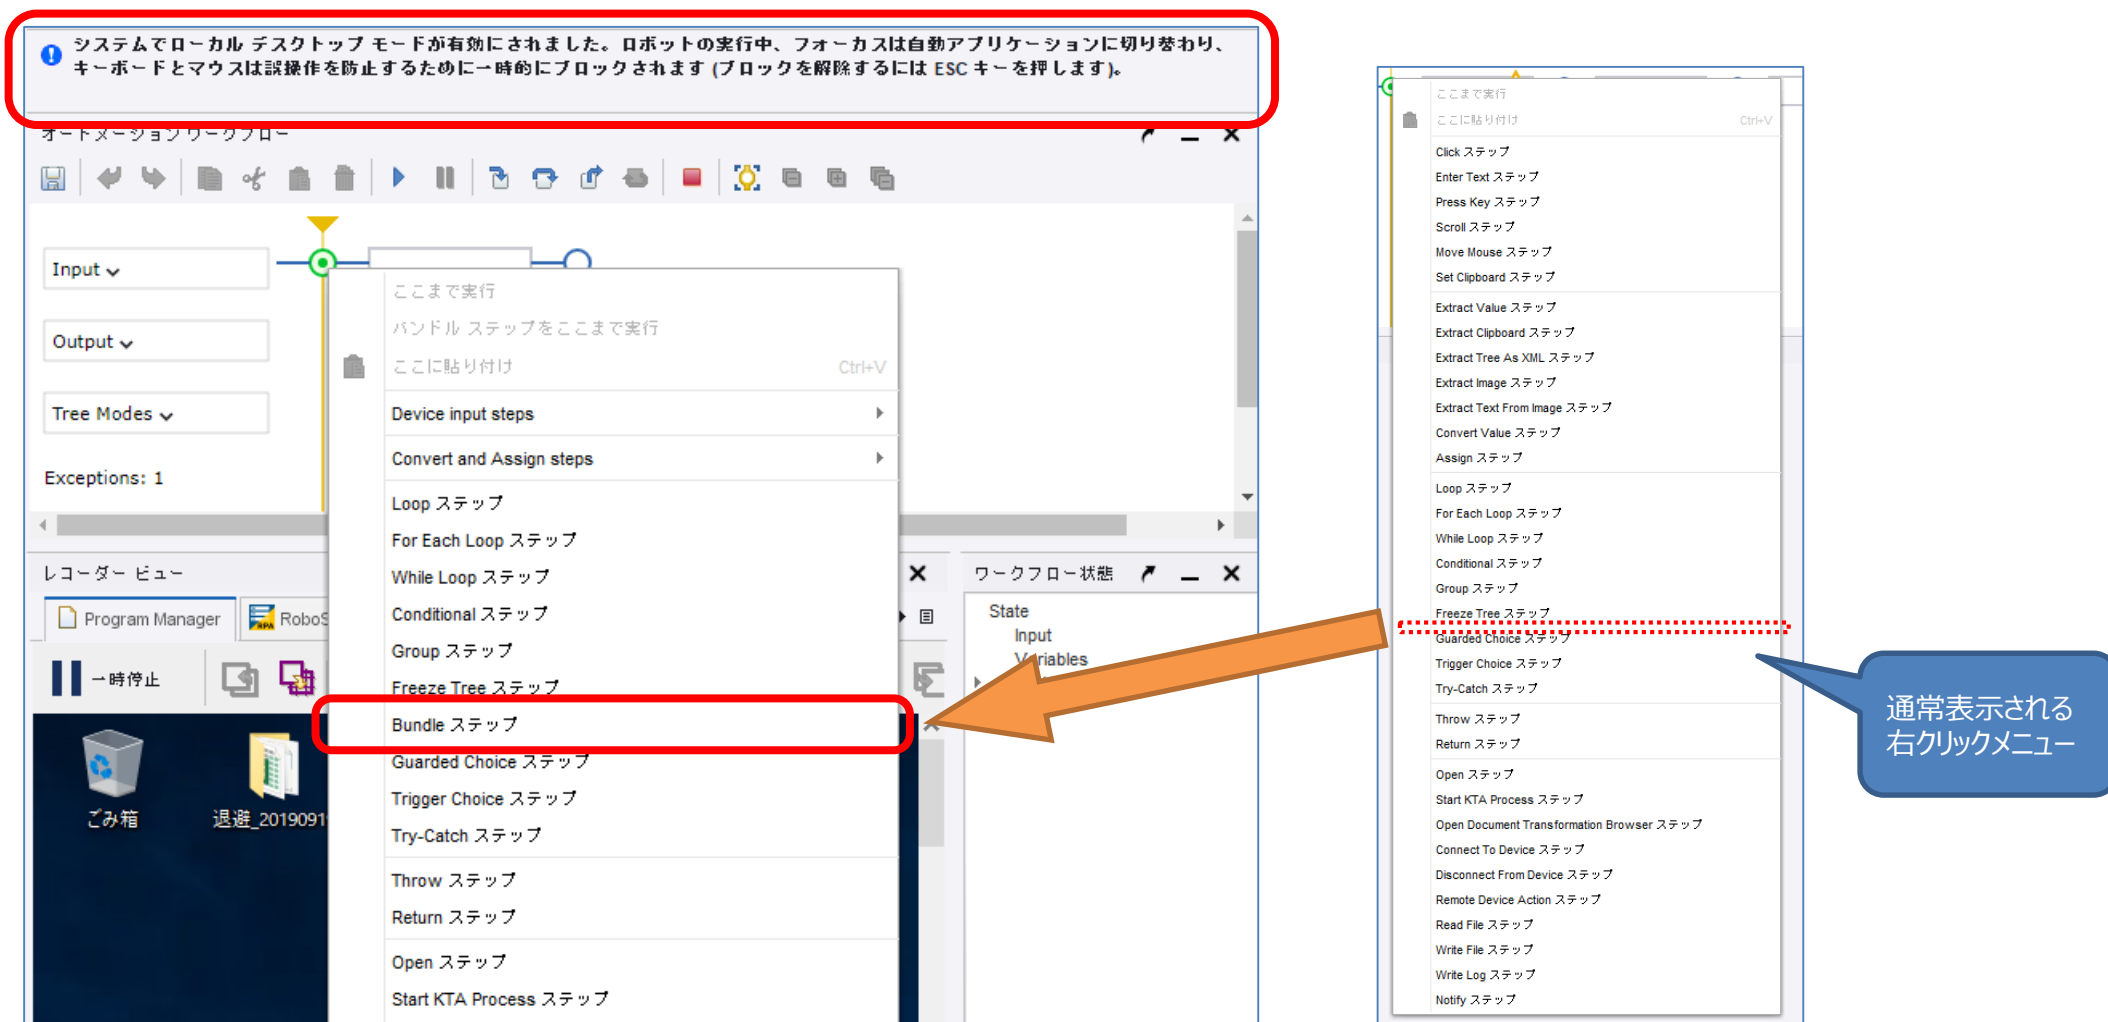 システムでローカル デスクトップ モードが有効にされました。ロボットの実行中、フォーカスは自動アプリケーションに切り替わり、
キーボードとマウスは誤操作を防止するために一時的にブロックされます (ブロックを解除するには ESC キーを押します)。
オートメーション ワークフロー
Input
Output
Tree Modes
Exceptions: 1
ここまで実行
バンドル ステップをここまで実行
ここに貼り付け Ctrl+V
Device input steps
Convert and Assign steps
Loop ステップ
For Each Loop ステップ
While Loop ステップ
Conditional ステップ
Group ステップ
Freeze Tree ステップ
Bundle ステップ
Guarded Choice ステップ
Trigger Choice ステップ
Try-Catch ステップ
Throw ステップ
Return ステップ
Open ステップ
Start KTA Process ステップ
レコーダー ビュー
Program Manager
RPA
RoboS
一時停止
ごみ箱
退避_2019091
ワークフロー状態
State
Input
Variables
ここまで実行
ここに貼り付け Ctrl+V
Click ステップ
Enter Text ステップ
Press Key ステップ
Scroll ステップ
Move Mouse ステップ
Set Clipboard ステップ
Extract Value ステップ
Extract Clipboard ステップ
Extract Tree As XML ステップ
Extract Image ステップ
Extract Text From Image ステップ
Convert Value ステップ
Assign ステップ
Loop ステップ
For Each Loop ステップ
While Loop ステップ
Conditional ステップ
Group ステップ
Freeze Tree ステップ
Guarded Choice ステップ
Trigger Choice ステップ
Try-Catch ステップ
Throw ステップ
Return ステップ
Open ステップ
Start KTA Process ステップ
Open Document Transformation Browser ステップ
Connect To Device ステップ
Disconnect From Device ステップ
Remote Device Action ステップ
Read File ステップ
Write File ステップ
Write Log ステップ
Notify ステップ
通常表示される
右クリックメニュー